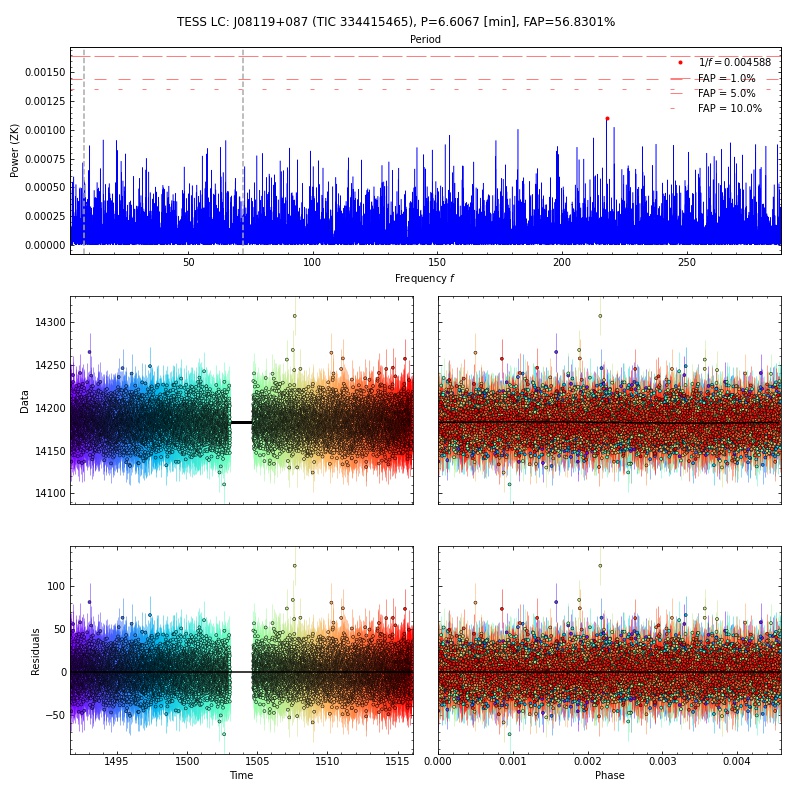 TESS LC: J08119+087 (TIC 334415465), P=6.6067 [min], FAP=56.8301%
Period
0.00150
0.00125
0.00100
0.00075
0.00050
0.00025
0.00000
Power (ZK)
1/f = 0.004588
FAP = 1.0%
FAP = 5.0%
FAP = 10.0%
50 100 150 200 250
Frequency f
14300
14250
14200
14150
14100
Data
100
50
0
−50
Residuals
1495 1500 1505 1510 1515
Time
0.000 0.001 0.002 0.003 0.004
Phase